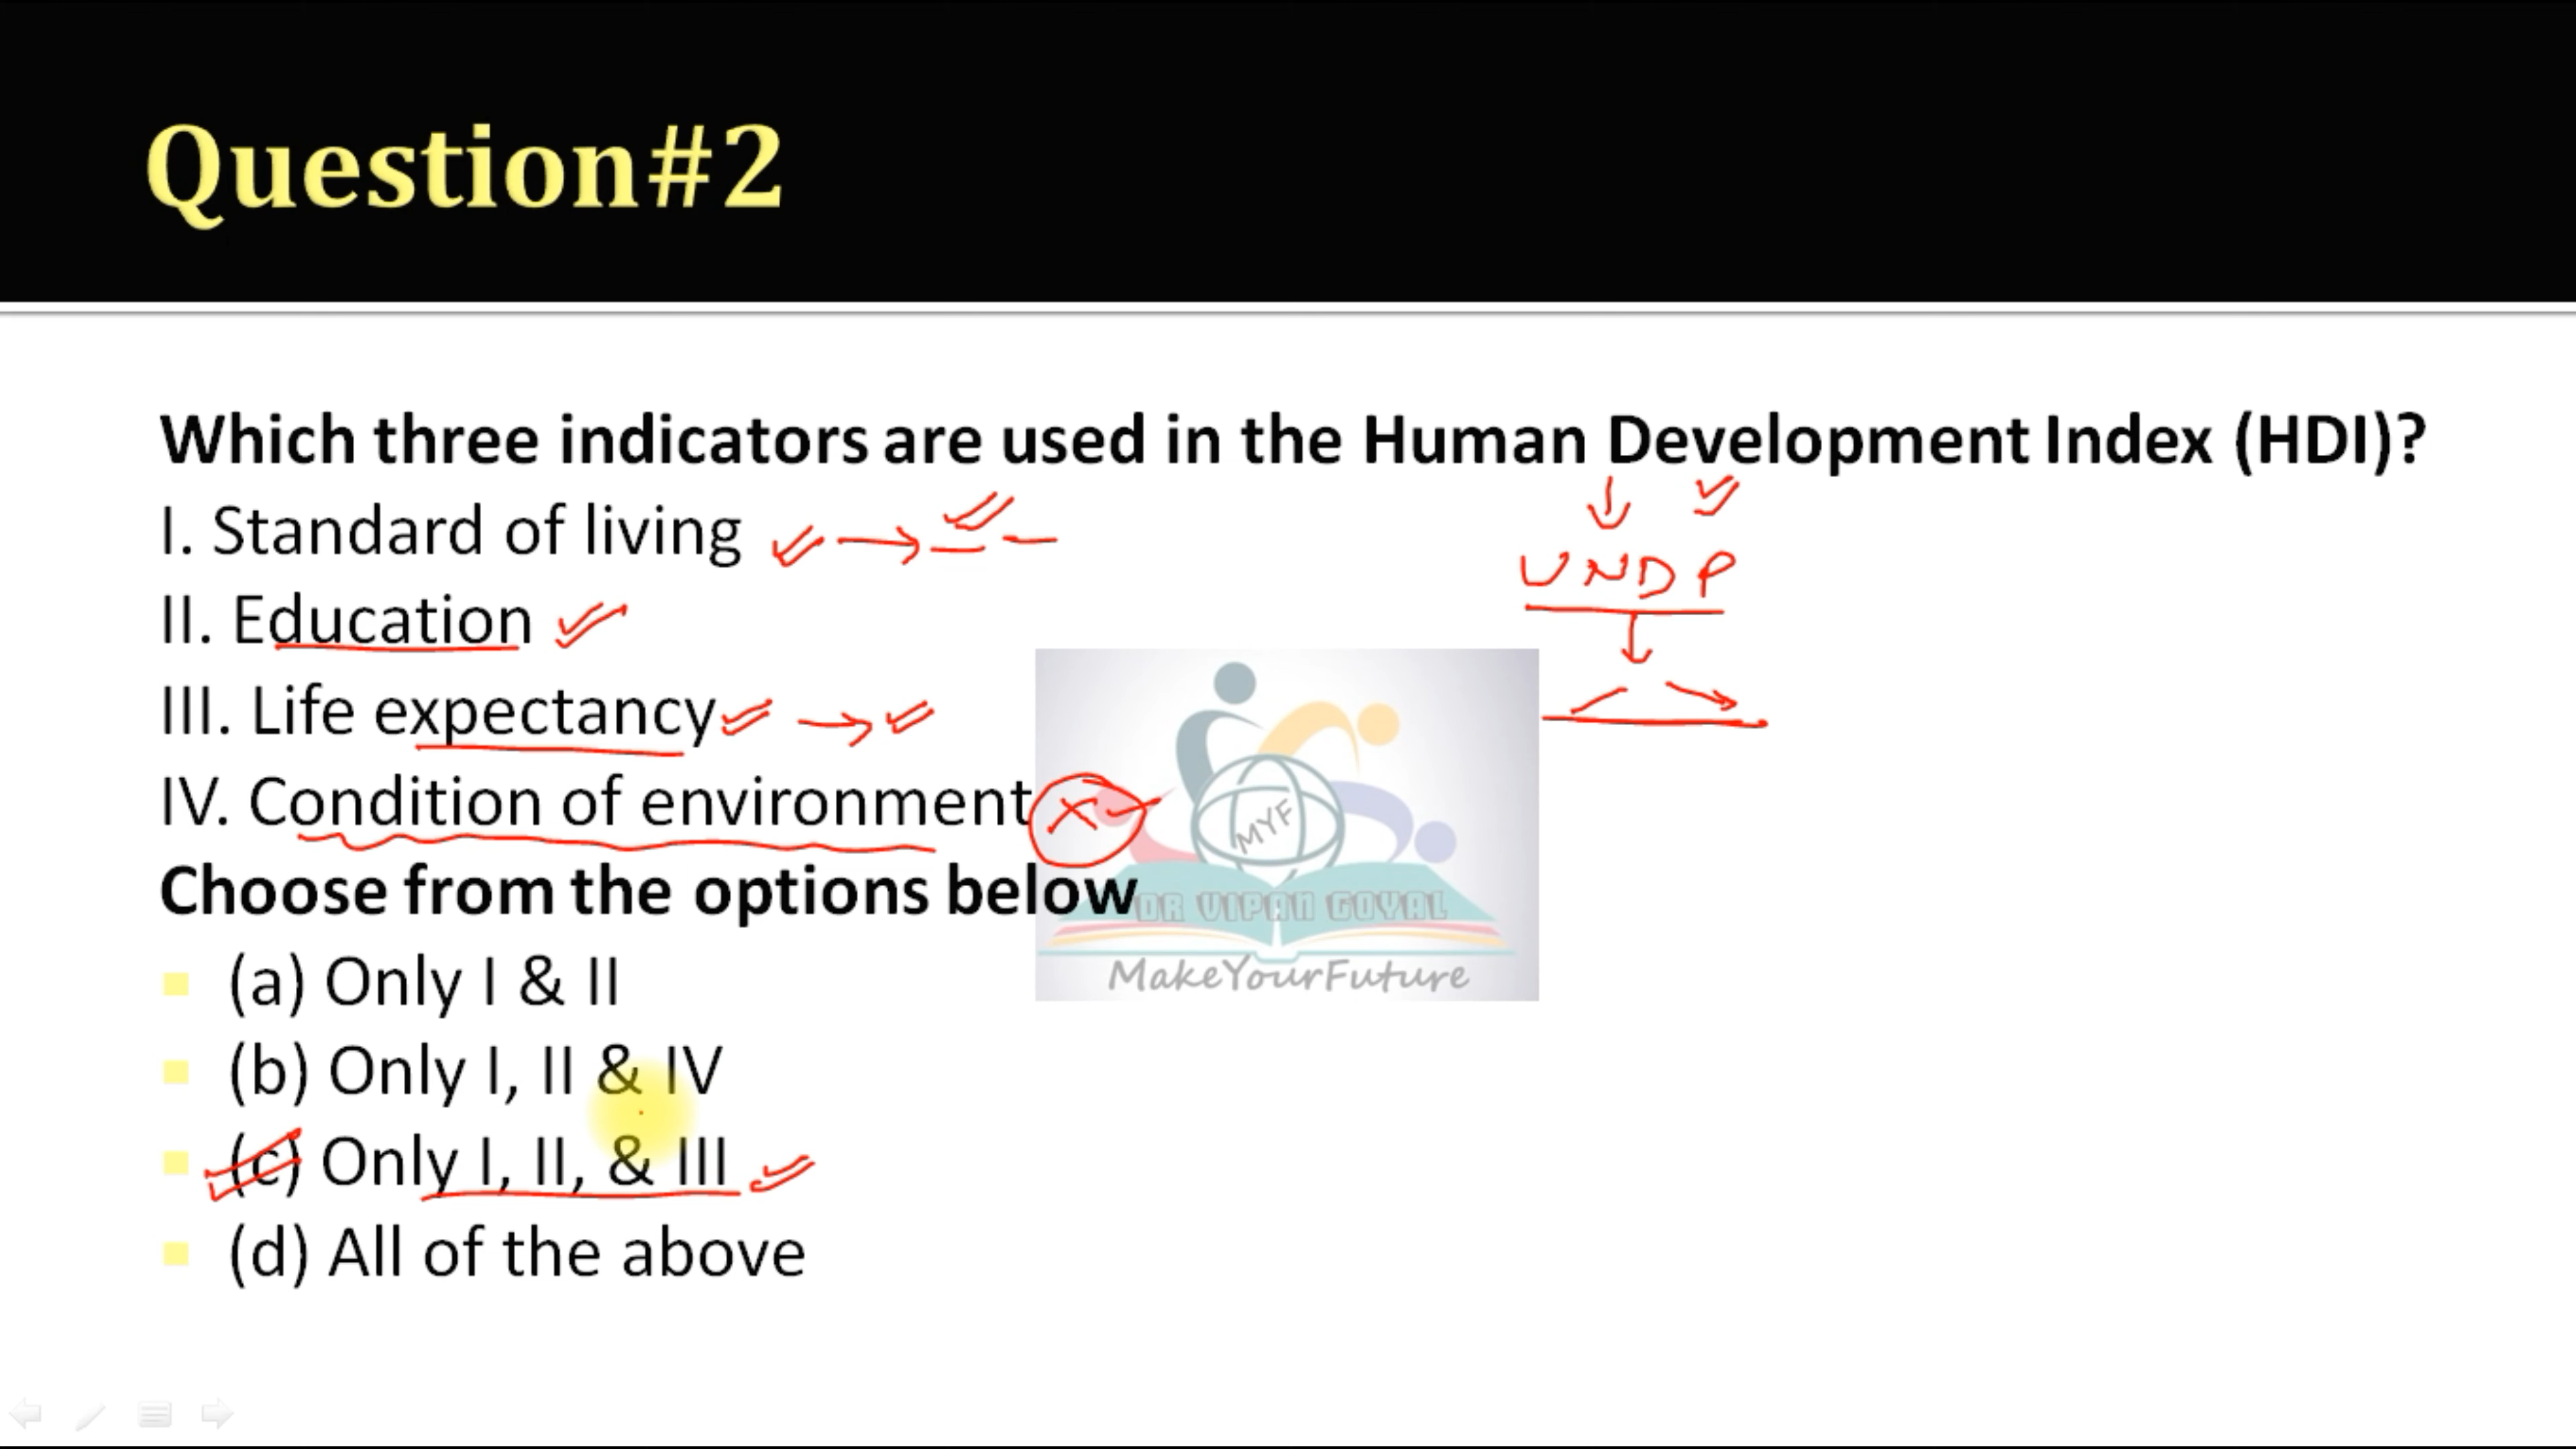 Question#2
Which three indicators are used in the Human Development Index (HDI)?
I. Standard of living
UNDP
II. Education
III. Life expectancy
IV. Condition of environment
MYF
Choose from the options below
DR VIPAN GOYAL
MakeYourFuture
(a) Only I & II
(b) Only I, II & IV
(c) Only I, II, & III
(d) All of the above